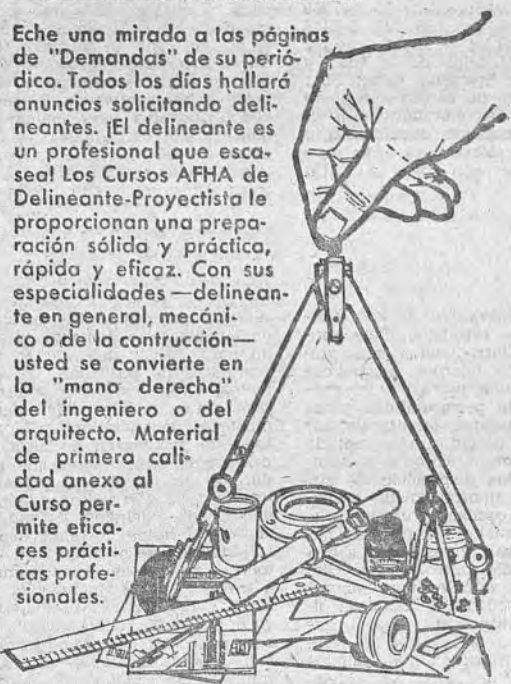 Eche una mirada a las páginas
de "Demandas" de su perió-
dico. Todos los días hallará
anuncios solicitando deli-
neantes. ¡El delineante es
un profesional que esca-
sea! Los Cursos AFHA de
Delineante-Proyectista le
proporcionan una prepa-
ración sólida y práctica,
rápida y eficaz. Con sus
especialidades —delinean-
te en general, mecáni-
co o de la contrucción—
usted se convierte en
la "mano derecha"
del ingeniero o del
arquitecto. Material
de primera cali-
dad anexo al
Curso per-
mite efica-
çes prácti-
cas profe-
sionales.